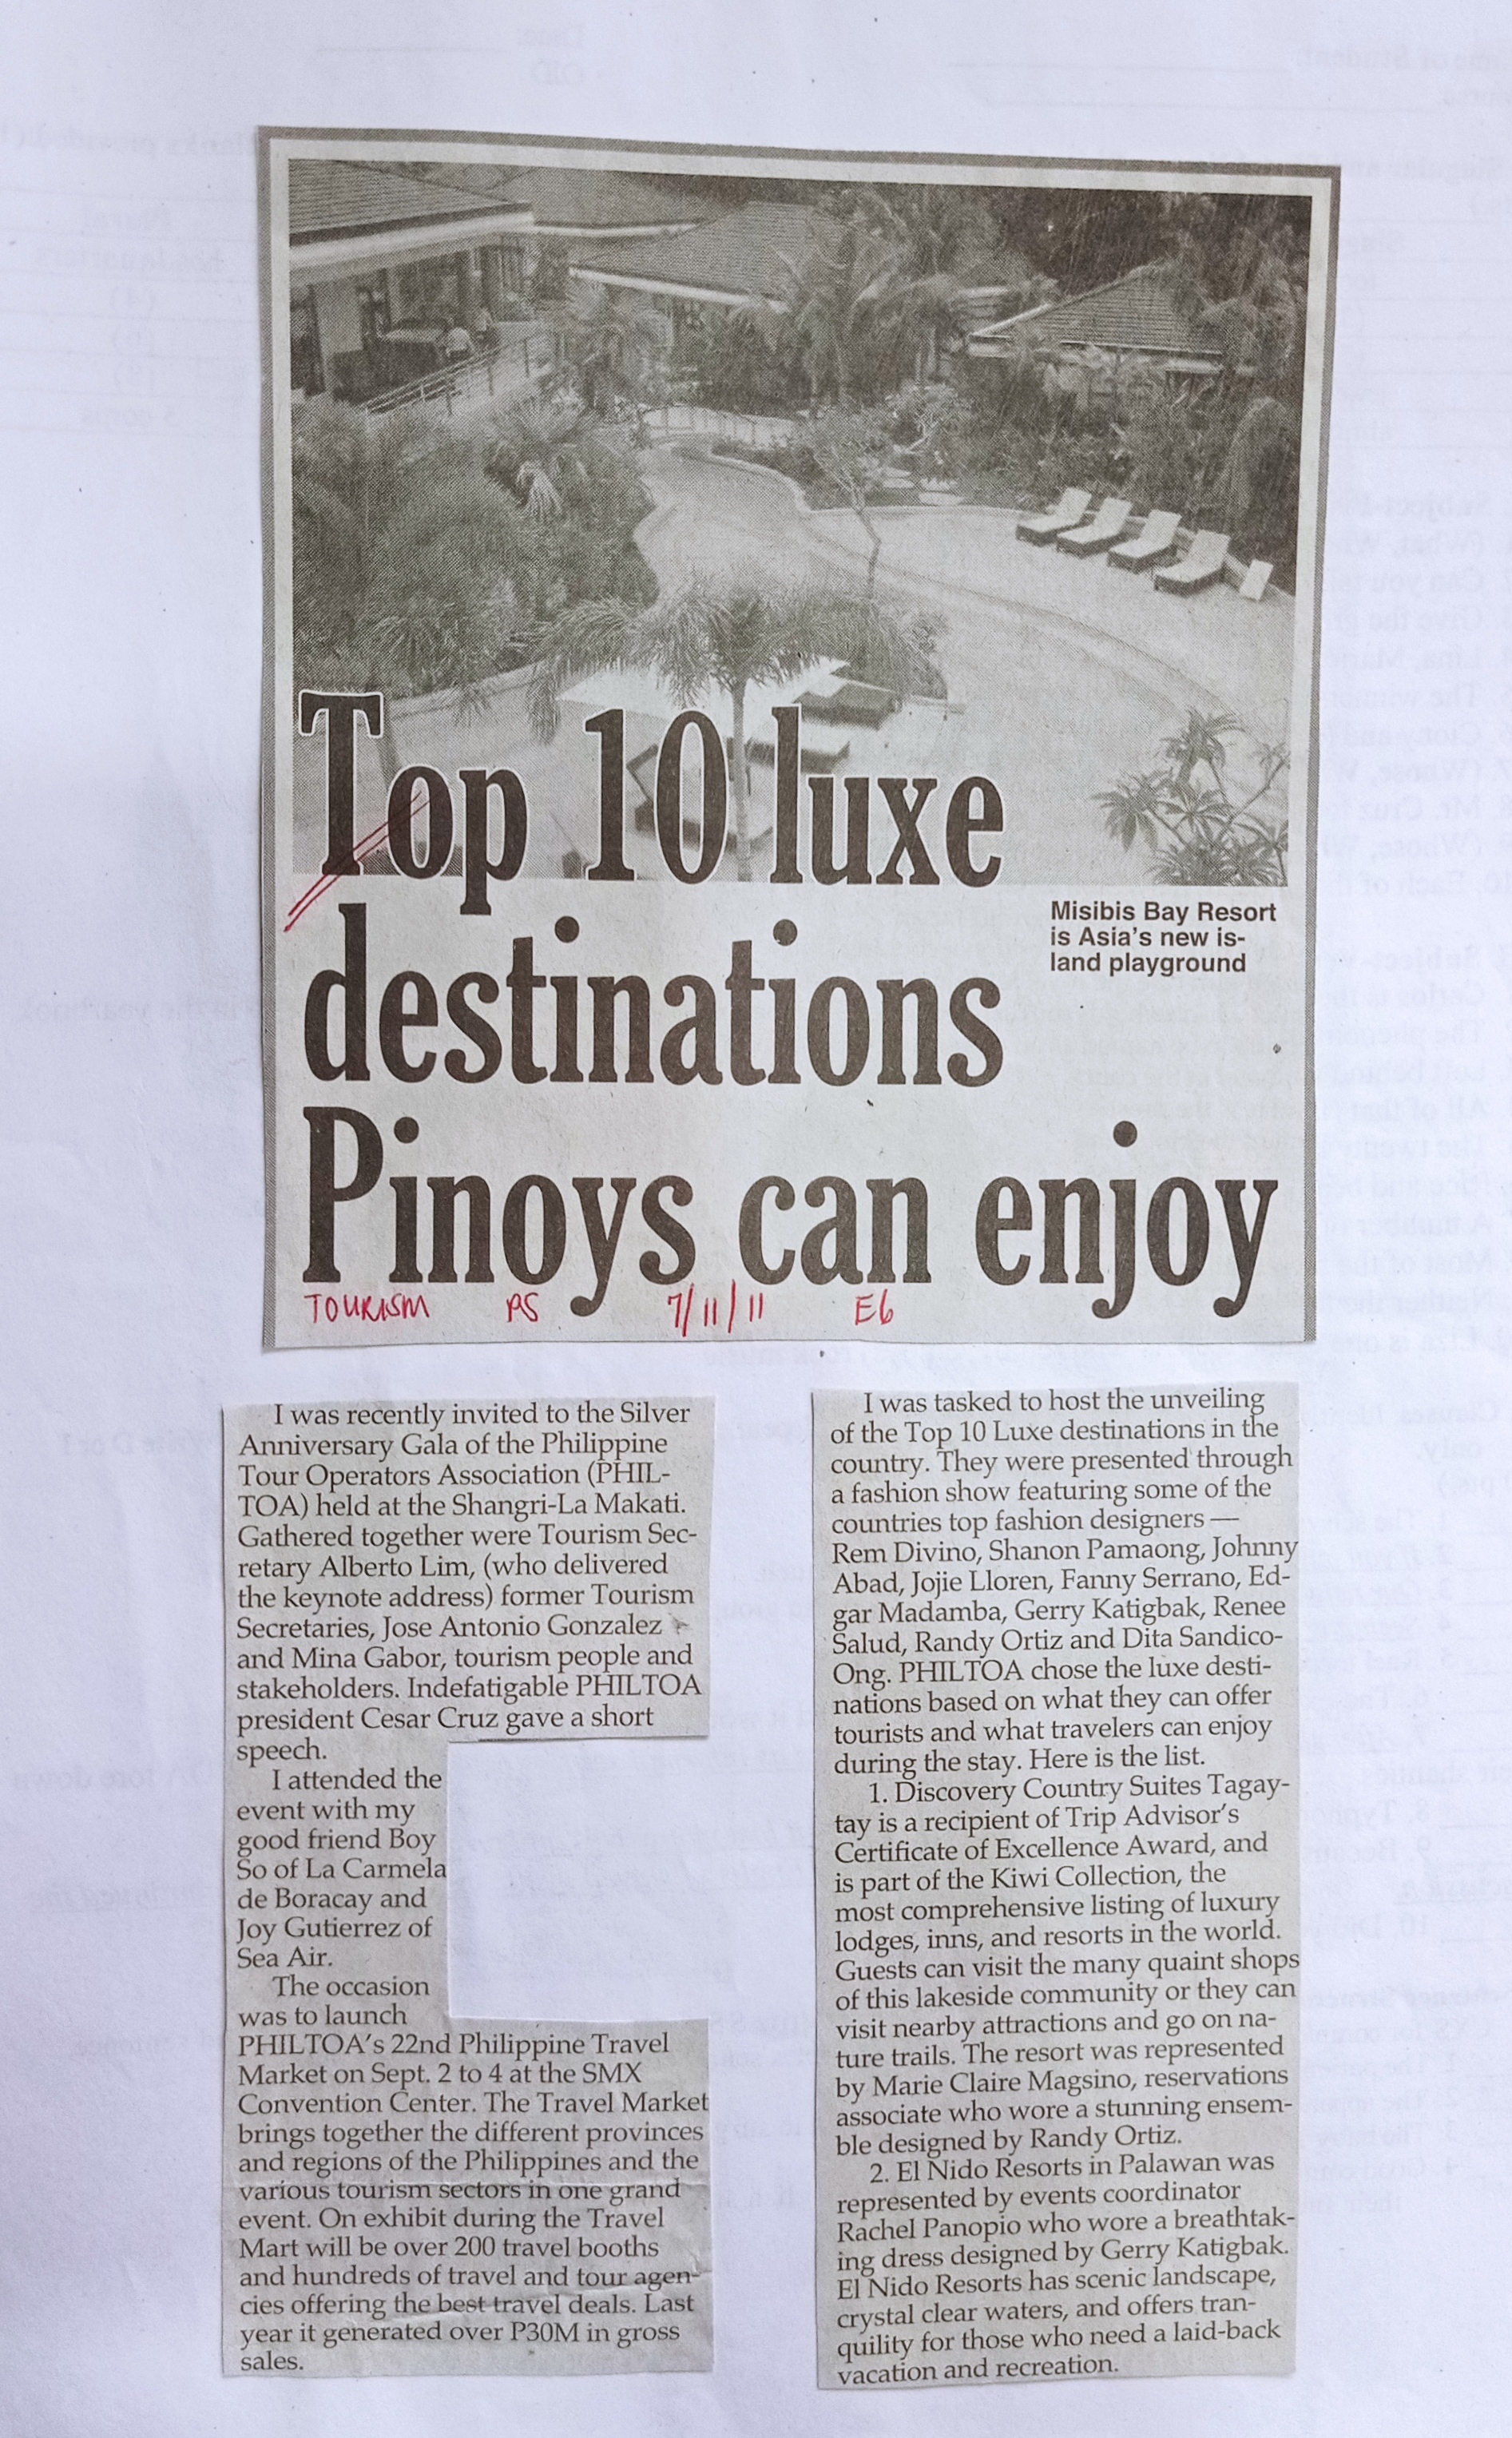 Top 10 luxe
destinations
Pinoys can enjoy
Misibis Bay Resort
is Asia's new is-
land playground
TOURISM PS 7/11/11 E6
I was recently invited to the Silver
Anniversary Gala of the Philippine
Tour Operators Association (PHIL-
TOA) held at the Shangri-La Makati.
Gathered together were Tourism Sec-
retary Alberto Lim, (who delivered
the keynote address) former Tourism
Secretaries, Jose Antonio Gonzalez
and Mina Gabor, tourism people and
stakeholders. Indefatigable PHILTOA
president Cesar Cruz gave a short
speech.
I attended the
event with my
good friend Boy
So of La Carmela
de Boracay and
Joy Gutierrez of
Sea Air.
The occasion
was to launch
PHILTOA's 22nd Philippine Travel
Market on Sept. 2 to 4 at the SMX
Convention Center. The Travel Market
brings together the different provinces
and regions of the Philippines and the
various tourism sectors in one grand
event. On exhibit during the Travel
Mart will be over 200 travel booths
and hundreds of travel and tour agen-
cies offering the best travel deals. Last
year it generated over P30M in gross
sales.
I was tasked to host the unveiling
of the Top 10 Luxe destinations in the
country. They were presented through
a fashion show featuring some of the
countries top fashion designers —
Rem Divino, Shanon Pamaong, Johnny
Abad, Jojie Lloren, Fanny Serrano, Ed-
gar Madamba, Gerry Katigbak, Renee
Salud, Randy Ortiz and Dita Sandico-
Ong. PHILTOA chose the luxe desti-
nations based on what they can offer
tourists and what travelers can enjoy
during the stay. Here is the list.
1. Discovery Country Suites Tagay-
tay is a recipient of Trip Advisor's
Certificate of Excellence Award, and
is part of the Kiwi Collection, the
most comprehensive listing of luxury
lodges, inns, and resorts in the world.
Guests can visit the many quaint shops
of this lakeside community or they can
visit nearby attractions and go on na-
ture trails. The resort was represented
by Marie Claire Magsino, reservations
associate who wore a stunning ensem-
ble designed by Randy Ortiz.
2. El Nido Resorts in Palawan was
represented by events coordinator
Rachel Panopio who wore a breathtak-
ing dress designed by Gerry Katigbak.
El Nido Resorts has scenic landscape,
crystal clear waters, and offers tran-
quility for those who need a laid-back
vacation and recreation.